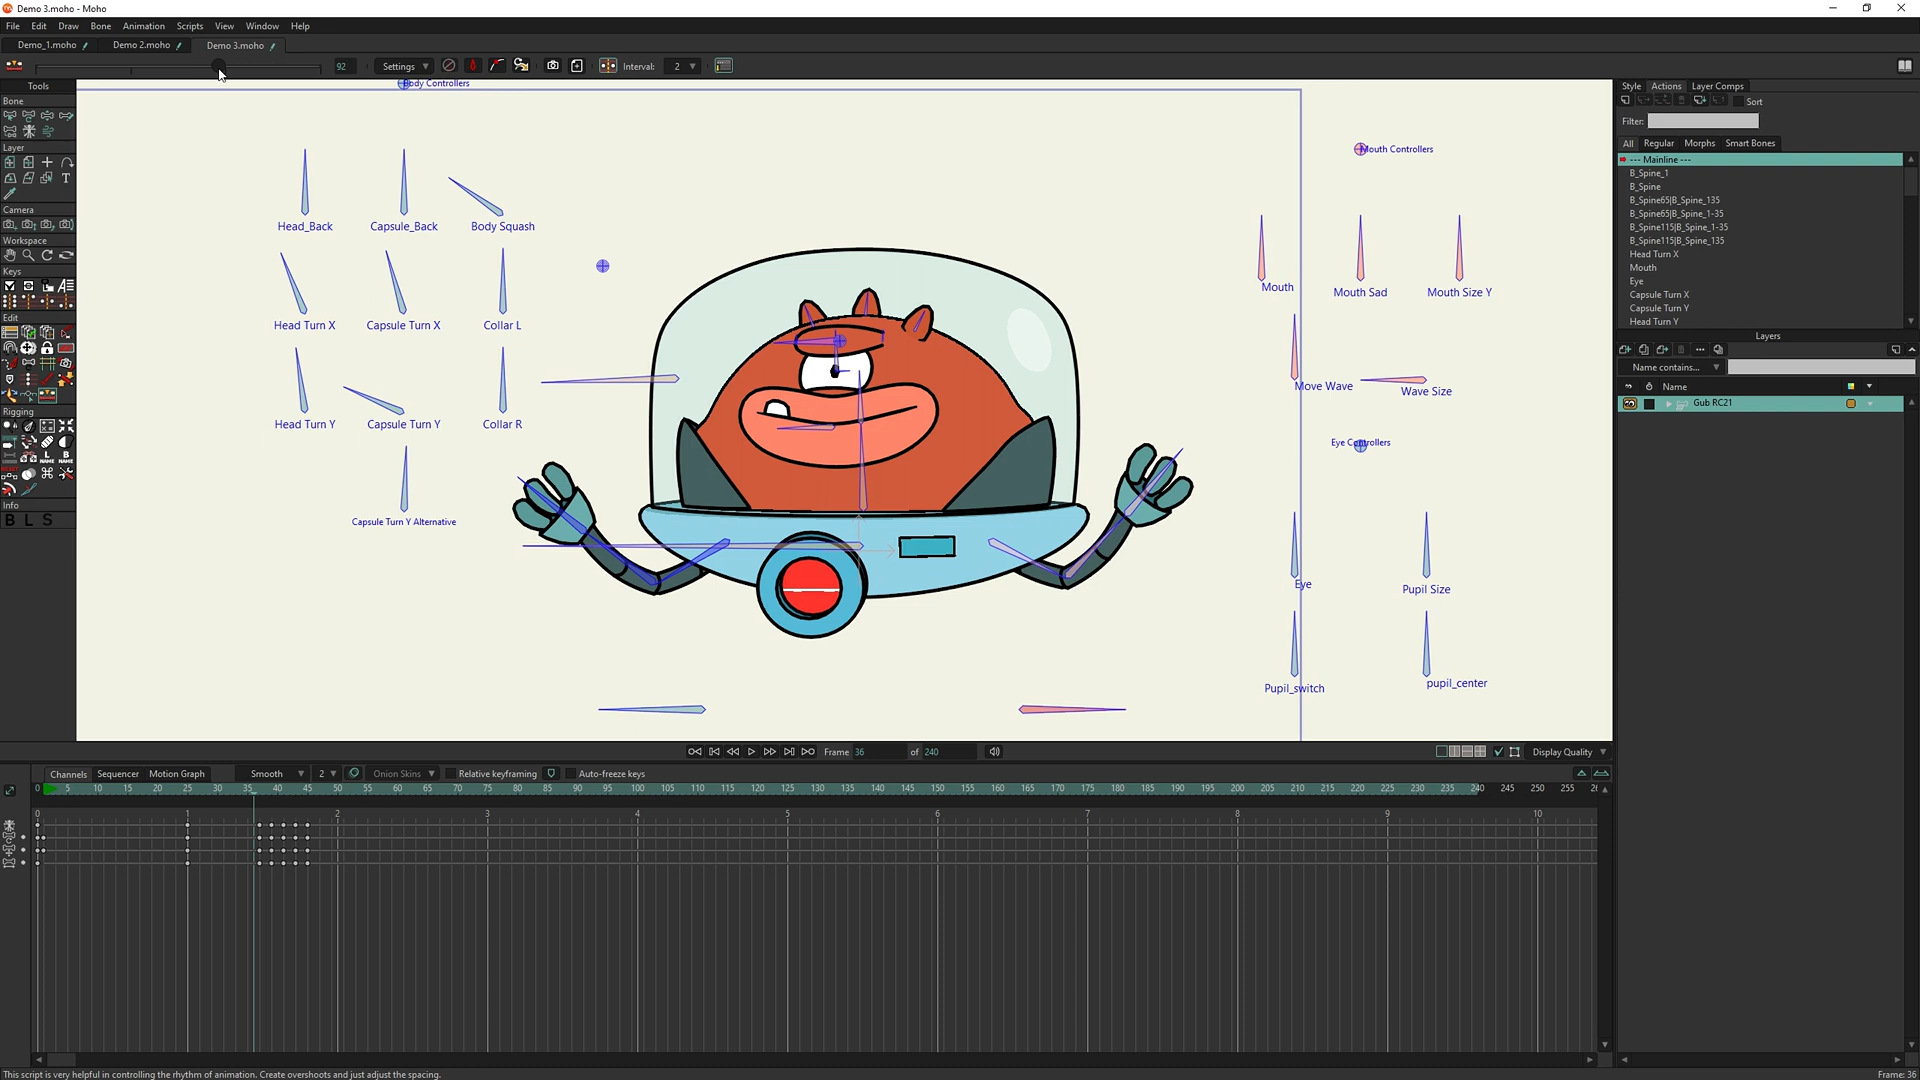 Demo 3.moho - Moho
File Edit Draw Bone Animation Scripts View Window Help
Demo_1.moho Demo 2.moho Demo 3.moho
92 Settings Interval: 2
Tools
Bone
Layer
Camera
Workspace
Keys
Edit
Rigging
Info
B L S
Body Controllers
Head_Back Capsule_Back Body Squash
Head Turn X Capsule Turn X Collar L
Head Turn Y Capsule Turn Y Collar R
Capsule Turn Y Alternative
Mouth Controllers
Mouth Mouth Sad Mouth Size Y
Move Wave Wave Size
Eye Controllers
Eye Pupil Size
Pupil_switch pupil_center
Style Actions Layer Comps
Sort
Filter:
All Regular Morphs Smart Bones
--- Mainline ---
B_Spine_1
B_Spine
B_Spine65|B_Spine_135
B_Spine65|B_Spine_1-35
B_Spine115|B_Spine_1-35
B_Spine115|B_Spine_135
Head Turn X
Mouth
Eye
Capsule Turn X
Capsule Turn Y
Head Turn Y
Layers
Name contains...
Name
Gub RC21
Frame 36 of 240 Display Quality
Channels Sequencer Motion Graph Smooth 2 Onion Skins Relative keyframing Auto-freeze keys
0 5 10 15 20 25 30 35 40 45 50 55 60 65 70 75 80 85 90 95 100 105 110 115 120 125 130 135 140 145 150 155 160 165 170 175 180 185 190 195 200 205 210 215 220 225 230 235 240 245 250 255
0 1 2 3 4 5 6 7 8 9 10
This script is very helpful in controlling the rhythm of animation. Create overshoots and just adjust the spacing.
Frame: 36